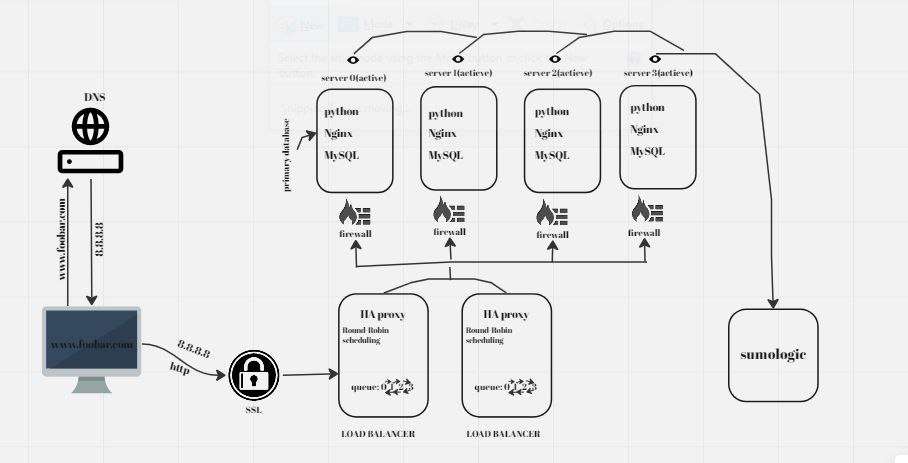 server 0(active)
server 1(actieve)
server 2(actieve)
server 3(actieve)
DNS
python
Nginx
MySQL
python
Nginx
MySQL
python
Nginx
MySQL
python
Nginx
MySQL
primary database
firewall
firewall
firewall
firewall
www.foobar.com
8.8.8.8
www.foobar.com
8.8.8.8
http
SSL
HA proxy
Round-Robin
scheduling
queue: 0 1 2 3
LOAD BALANCER
HA proxy
Round-Robin
scheduling
queue: 0 1 2 3
LOAD BALANCER
sumologic